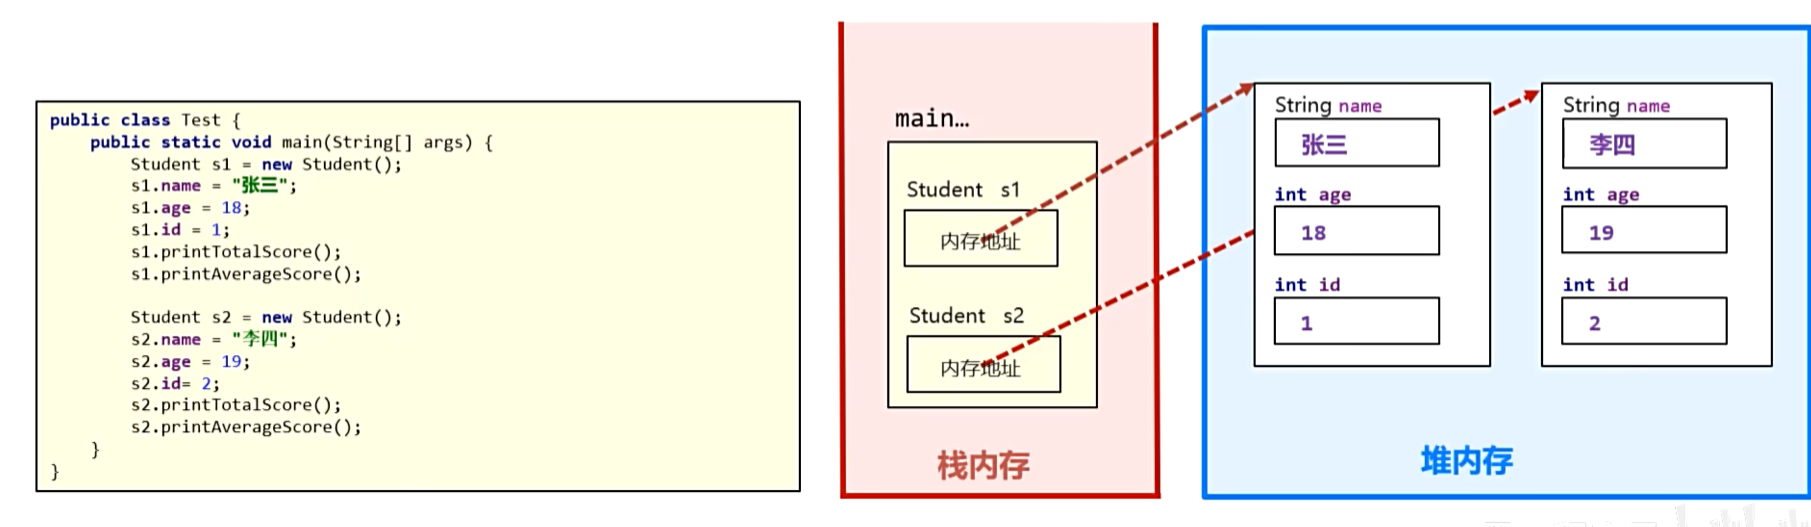 public class Test {
public static void main(String[] args) {
Student s1 = new Student();
s1.name = "张三";
s1.age = 18;
s1.id = 1;
s1.printTotalScore();
s1.printAverageScore();
Student s2 = new Student();
s2.name = "李四";
s2.age = 19;
s2.id= 2;
s2.printTotalScore();
s2.printAverageScore();
}
}
main…
Student s1
内存地址
Student s2
内存地址
栈内存
String name
张三
int age
18
int id
1
String name
李四
int age
19
int id
2
堆内存